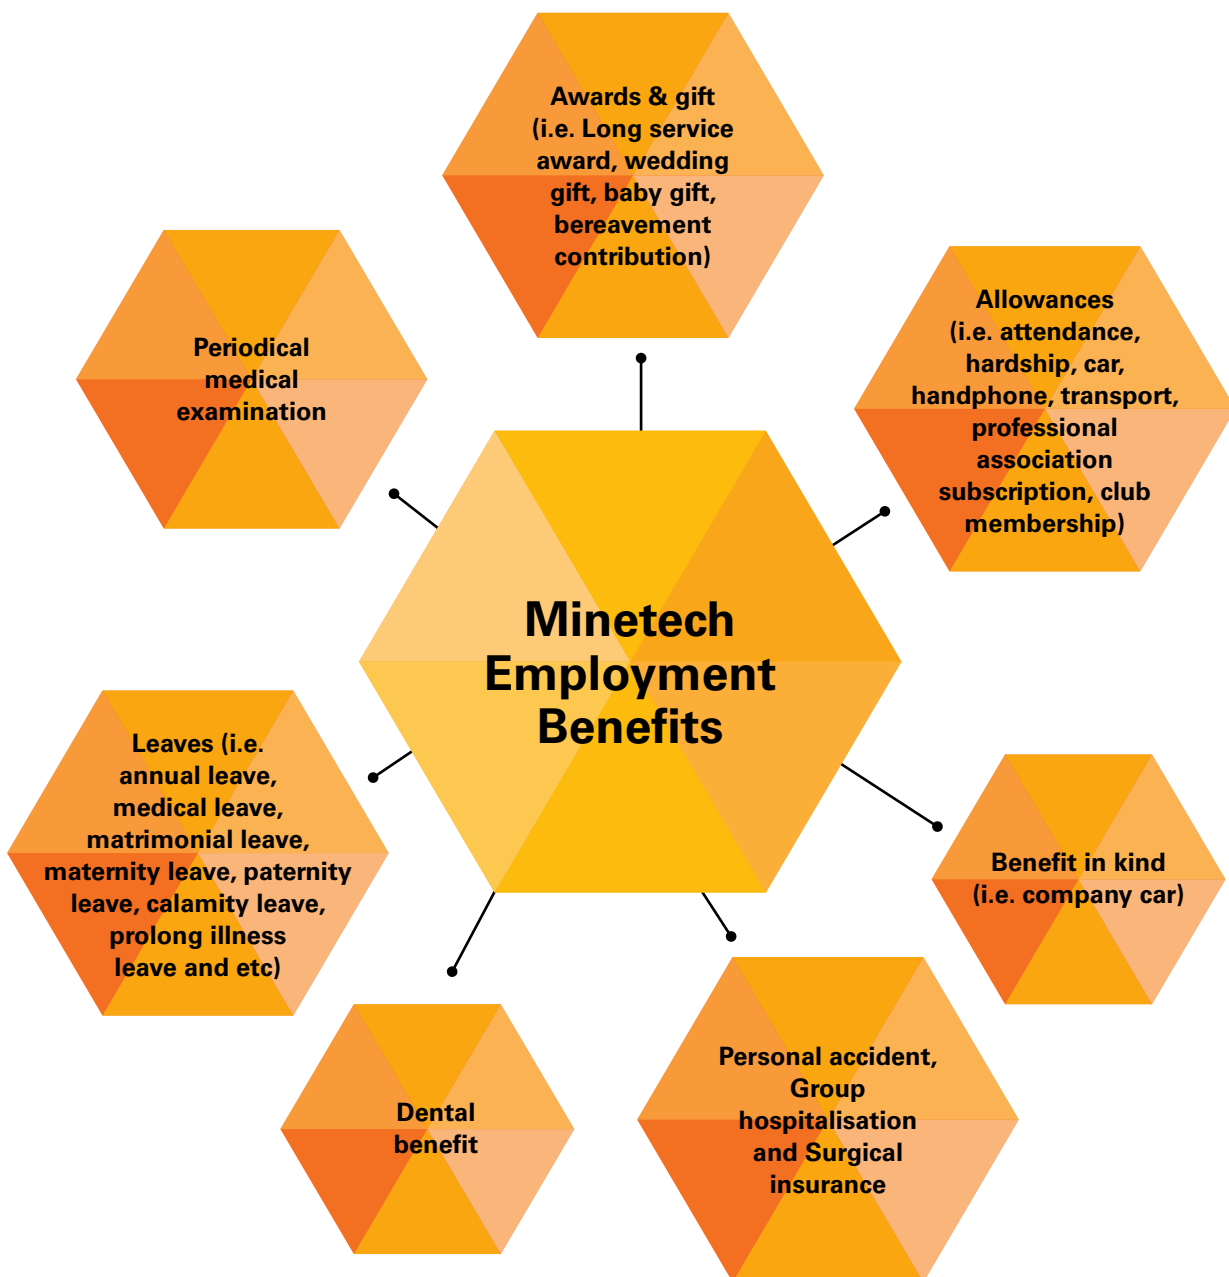 Awards & gift
(i.e. Long service
award, wedding
gift, baby gift,
bereavement
contribution)
Allowances
(i.e. attendance,
hardship, car,
handphone, transport,
professional
association
subscription, club
membership)
Periodical
medical
examination
Minetech
Employment
Benefits
Leaves (i.e.
annual leave,
medical leave,
matrimonial leave,
maternity leave, paternity
leave, calamity leave,
prolong illness
leave and etc)
Benefit in kind
(i.e. company car)
Dental
benefit
Personal accident,
Group
hospitalisation
and Surgical
insurance